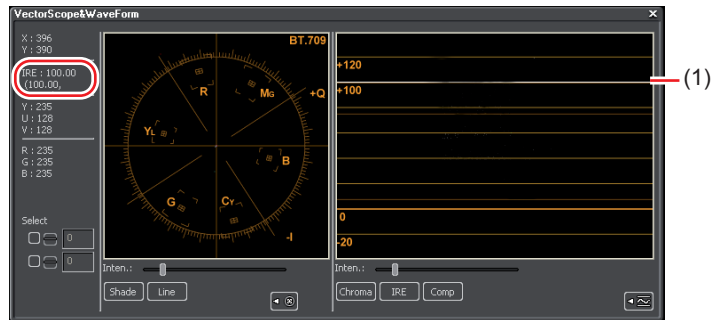 VectorScope&WaveForm
X : 396
Y : 390
IRE : 100.00
(100.00,
Y : 235
U : 128
V : 128
R : 235
G : 235
B : 235
Select
0
0
BT.709
R
MG
+Q
YL
B
G
CY
-I
Inten.:
Shade
Line
+120
+100
0
-20
Inten.:
Chroma
IRE
Comp
(1)